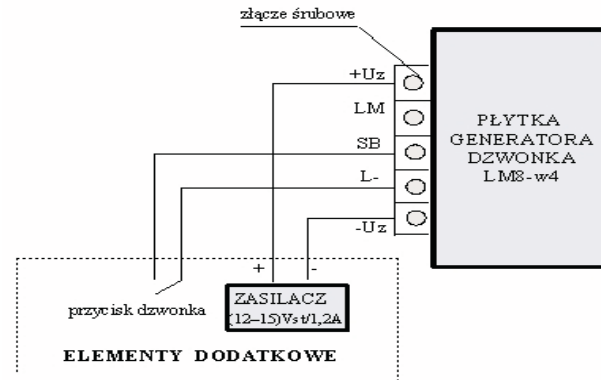 złącze śrubowe
+Uz
LM
SB
L-
-Uz
PŁYTKA
GENERATORA
DZWONKA
LM8-w4
+ -
przycisk dzwonka
ZASILACZ
(12–15)Vst/1,2A
ELEMENTY DODATKOWE